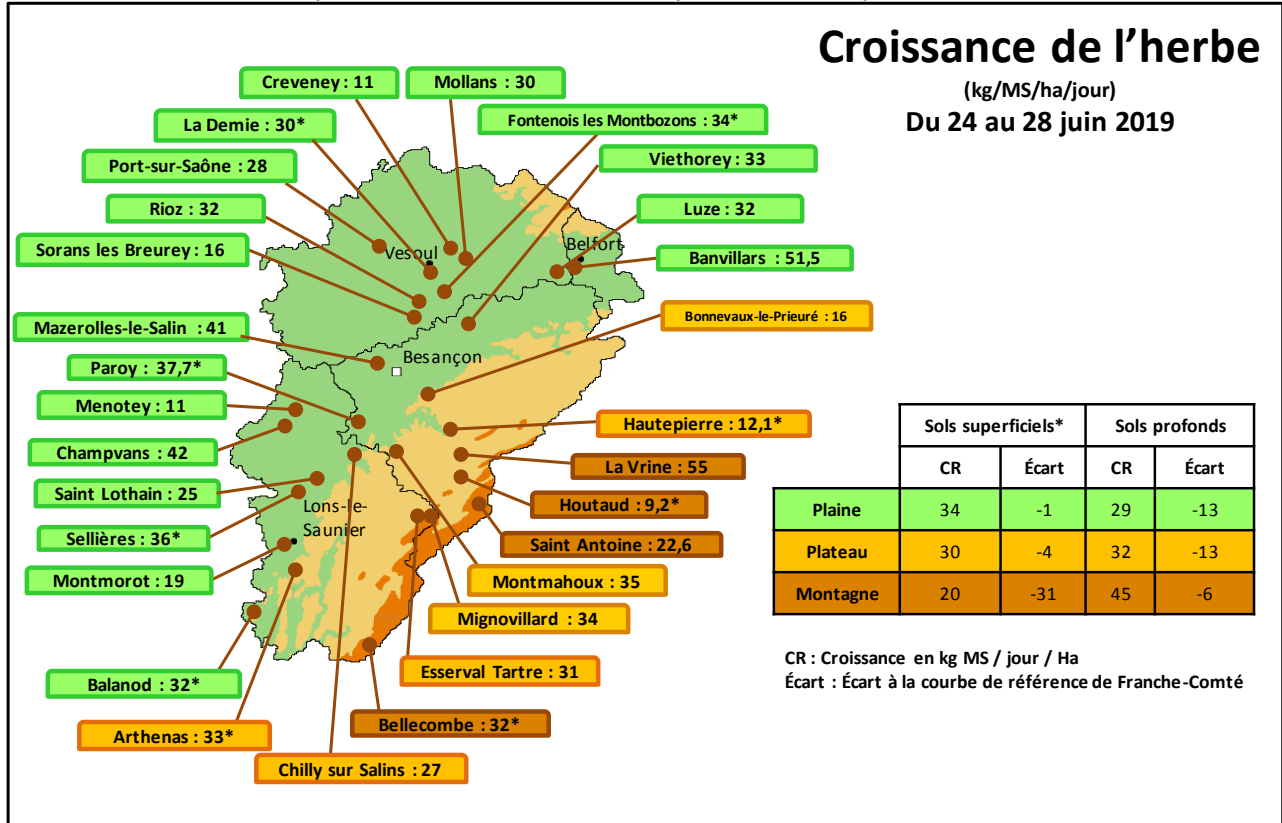 Croissance de l’herbe
(kg/MS/ha/jour)
Du 24 au 28 juin 2019
Creveney : 11
Mollans : 30
La Demie : 30*
Fontenois les Montbozons : 34*
Port-sur-Saône : 28
Viethorey : 33
Rioz : 32
Luze : 32
Sorans les Breurey : 16
Vesoul
Belfort
Banvillars : 51,5
Mazerolles-le-Salin : 41
Bonnevaux-le-Prieuré : 16
Besançon
Paroy : 37,7*
Menotey : 11
Hautepierre : 12,1*
Champvans : 42
La Vrine : 55
Saint Lothain : 25
Houtaud : 9,2*
Lons-le-
Saunier
Sellières : 36*
Saint Antoine : 22,6
Montmorot : 19
Montmahoux : 35
Mignovillard : 34
Esserval Tartre : 31
Balanod : 32*
Bellecombe : 32*
Arthenas : 33*
Chilly sur Salins : 27
Sols superficiels* Sols profonds
CR Écart CR Écart
Plaine 34 -1 29 -13
Plateau 30 -4 32 -13
Montagne 20 -31 45 -6
CR : Croissance en kg MS / jour / Ha
Écart : Écart à la courbe de référence de Franche-Comté